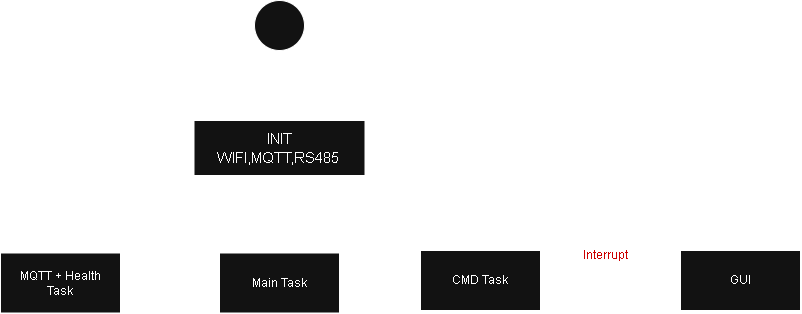 INIT
WIFI,MQTT,RS485
MQTT + Health
Task
Main Task
CMD Task
Interrupt
GUI